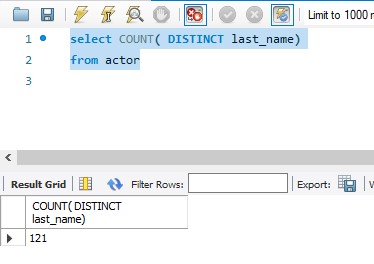 Limit to 1000 r
1 select COUNT( DISTINCT last_name)
2 from actor
3
Result Grid Filter Rows: Export:
COUNT( DISTINCT
last_name)
121